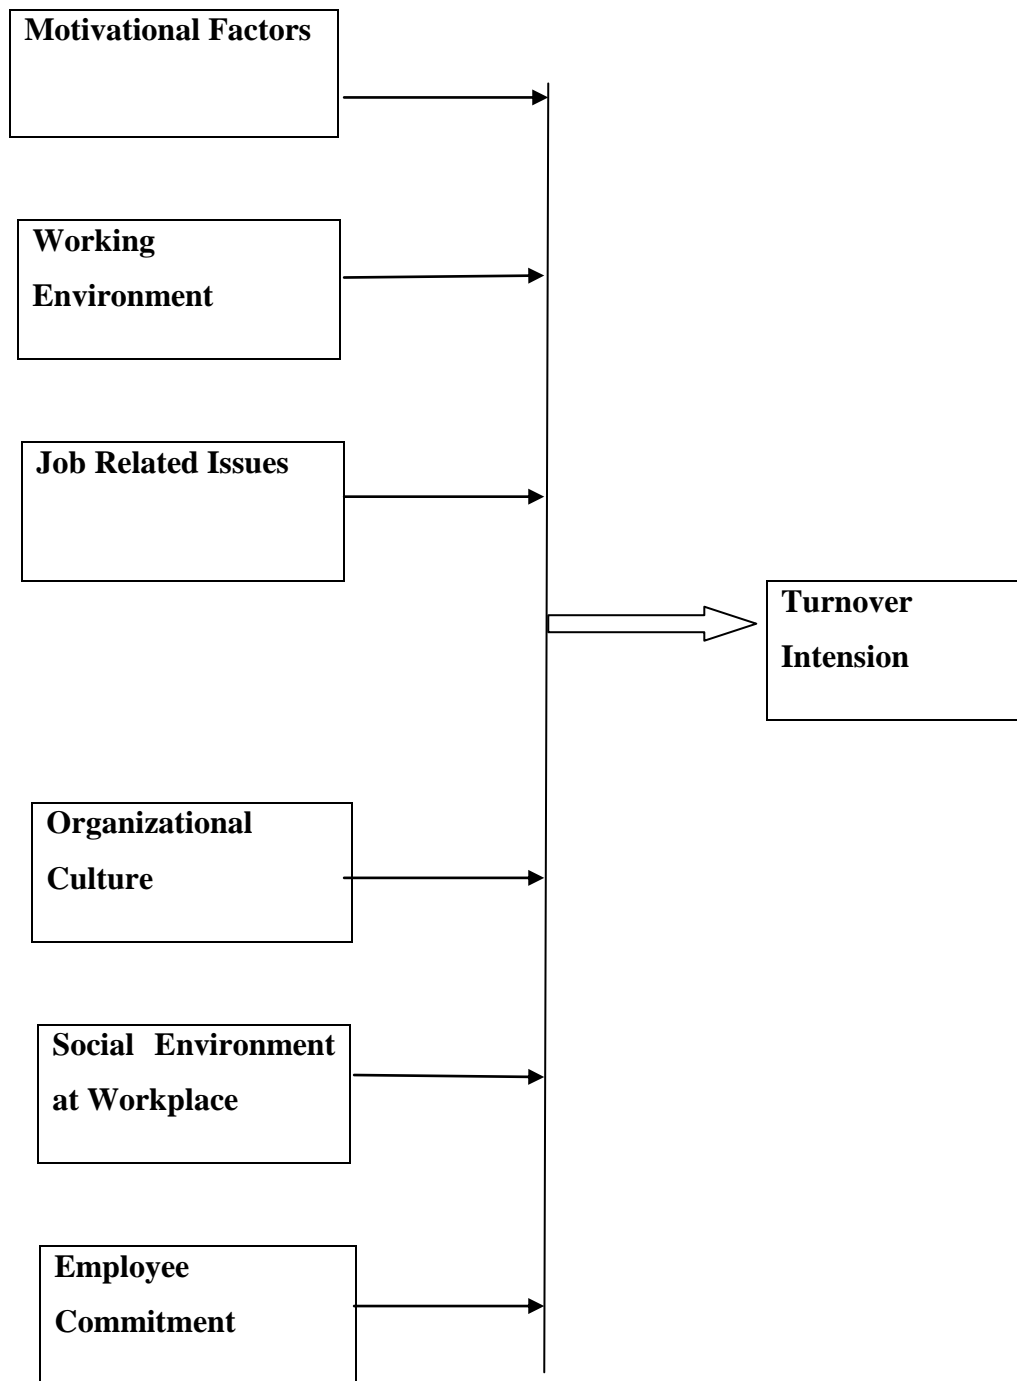 Motivational Factors
Working
Environment
Job Related Issues
Turnover
Intension
Organizational
Culture
Social Environment
at Workplace
Employee
Commitment